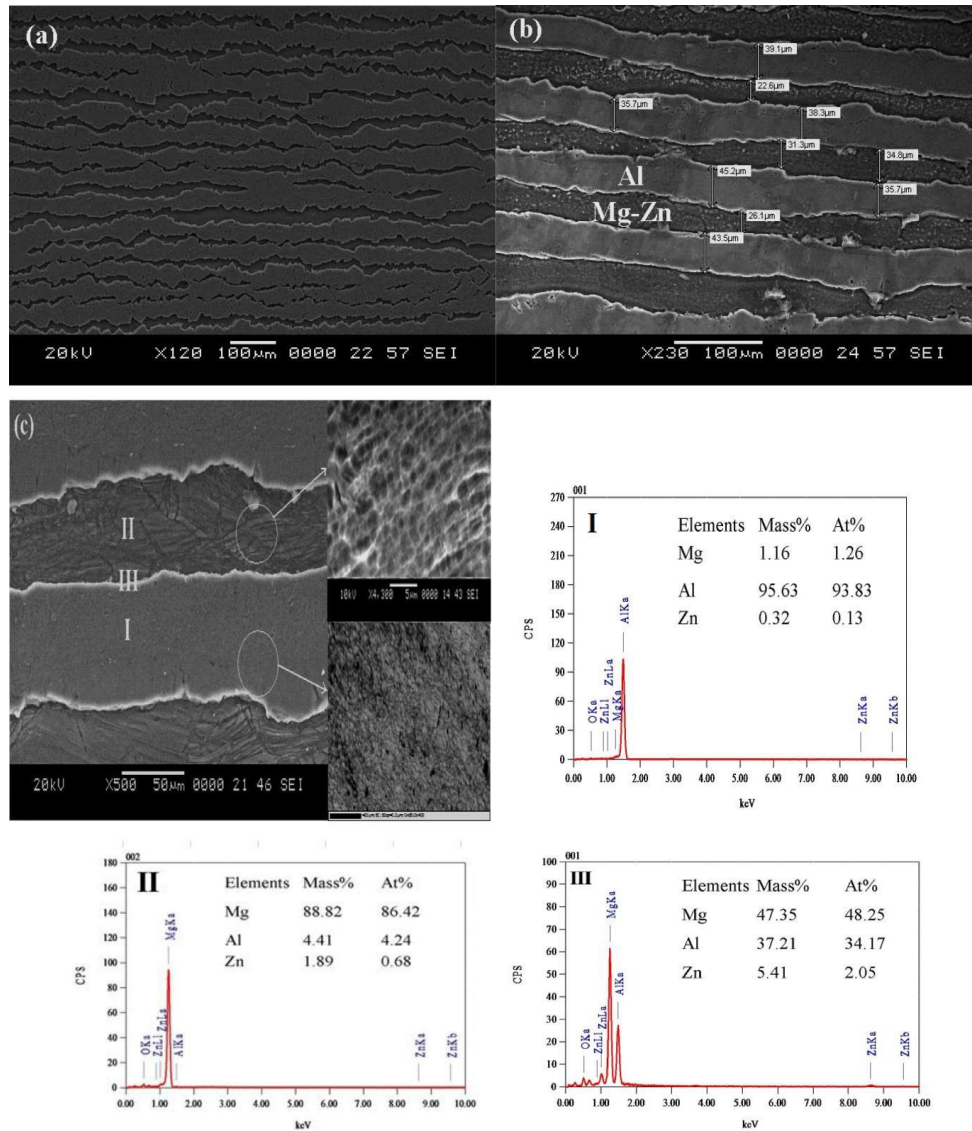 (a)
20kV X120 100μm 0000 22 57 SEI
(b)
39.1μm
22.6μm
35.7μm
38.3μm
31.3μm
34.8μm
45.2μm
35.7μm
Al
Mg-Zn
26.1μm
43.5μm
20kV X230 100μm 0000 24 57 SEI
(c)
II
III
I
20kV X500 50μm 0000 21 46 SEI
10kV X4,300 5μm 0000 14 43 SEI
001
I
Elements Mass% At%
Mg 1.16 1.26
Al 95.63 93.83
Zn 0.32 0.13
270
240
210
180
150
120
90
60
30
0
CPS
OKa
ZnLl
ZnLa
MgKa
AlKa
ZnKa
ZnKb
0.00 1.00 2.00 3.00 4.00 5.00 6.00 7.00 8.00 9.00 10.00
keV
002
II
Elements Mass% At%
Mg 88.82 86.42
Al 4.41 4.24
Zn 1.89 0.68
180
160
140
120
100
80
60
40
20
0
CPS
OKa
ZnLl
ZnLa
MgKa
AlKa
ZnKa
ZnKb
0.00 1.00 2.00 3.00 4.00 5.00 6.00 7.00 8.00 9.00 10.00
keV
001
III
Elements Mass% At%
Mg 47.35 48.25
Al 37.21 34.17
Zn 5.41 2.05
100
90
80
70
60
50
40
30
20
10
0
CPS
OKa
ZnLl
ZnLa
MgKa
AlKa
ZnKa
ZnKb
0.00 1.00 2.00 3.00 4.00 5.00 6.00 7.00 8.00 9.00 10.00
keV